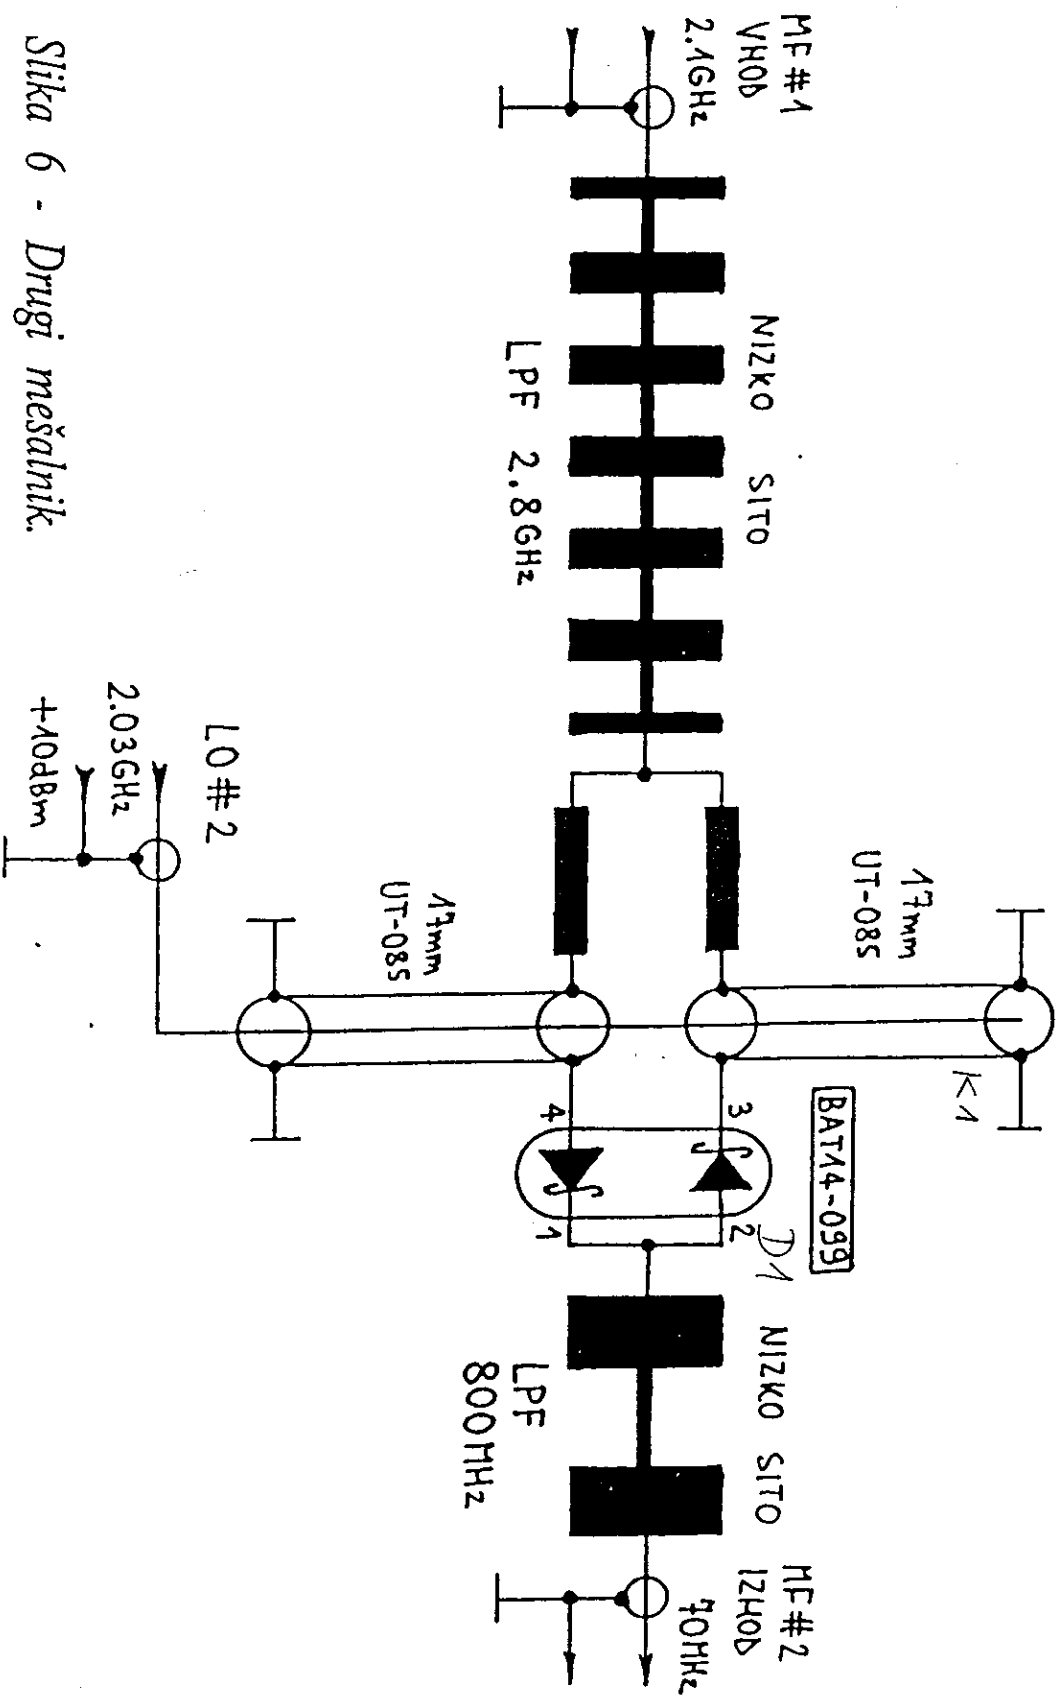 MF#1
VHOD
2.1GHz
NIZKO SITO
LPF 2.8GHz
LO#2
2.03GHz
+10dBm
17mm
UT-085
17mm
UT-085
K1
BAT14-099
4
3
1
2
D1
NIZKO SITO
LPF
800MHz
MF#2
IZHOD
70MHz
Slika 6 - Drugi mešalnik.